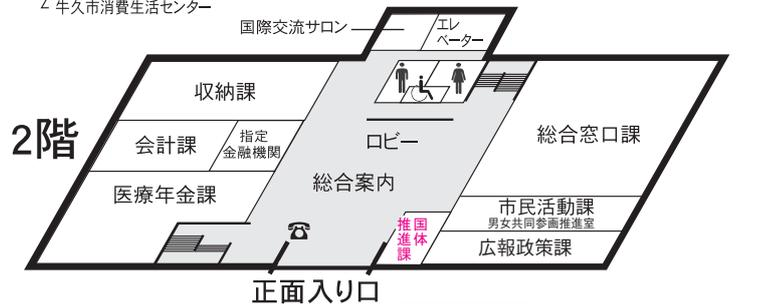 牛久市消費生活センター
国際交流サロン
エレ
ベーター
収納課
2階
会計課
指定
金融機関
ロビー
総合窓口課
総合案内
医療年金課
市民活動課
男女共同参画推進室
国体
推進課
広報政策課
正面入り口